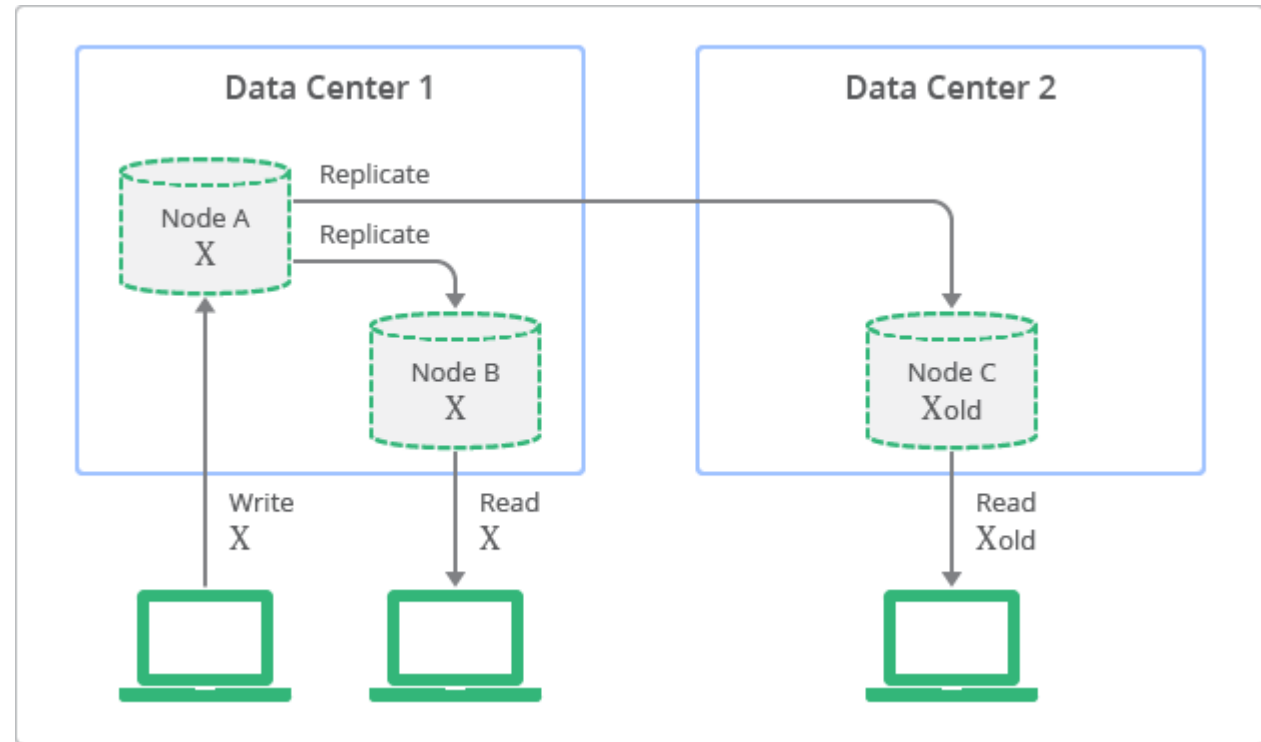 Data Center 1
Data Center 2
Replicate
Node A
X
Replicate
Node B
X
Node C
Xold
Write
X
Read
X
Read
Xold